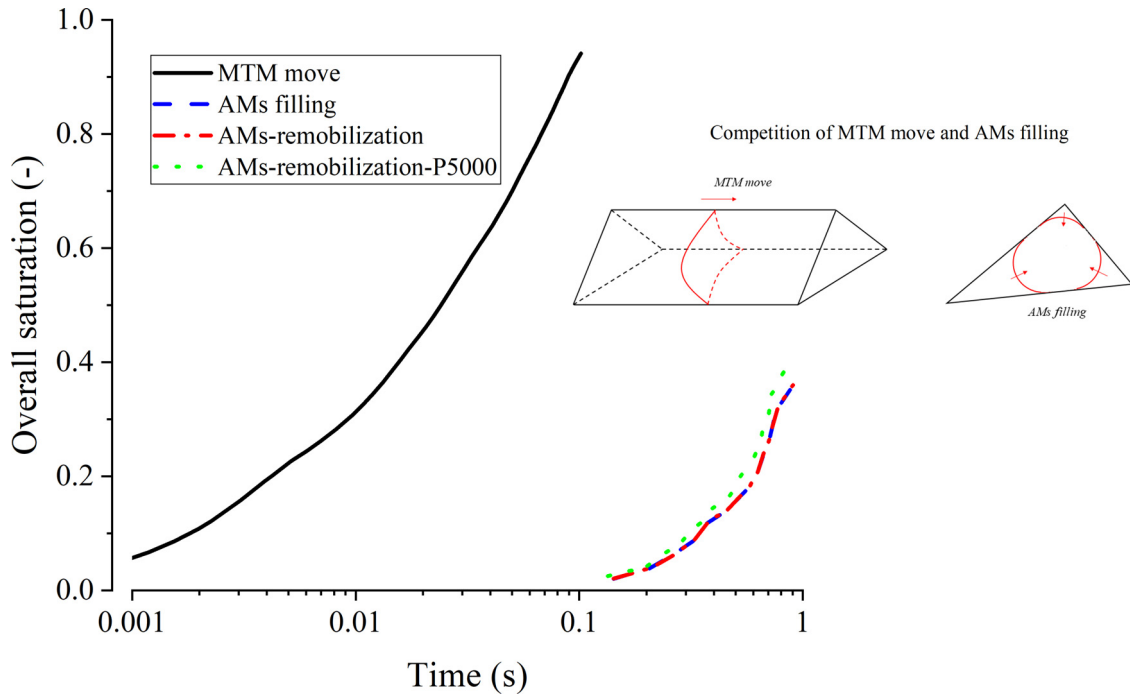 1.0
0.8
0.6
0.4
0.2
0.0
Overall saturation (-)
MTM move
AMs filling
AMs-remobilization
AMs-remobilization-P5000
Competition of MTM move and AMs filling
MTM move
AMs filling
0.001
0.01
0.1
1
Time (s)